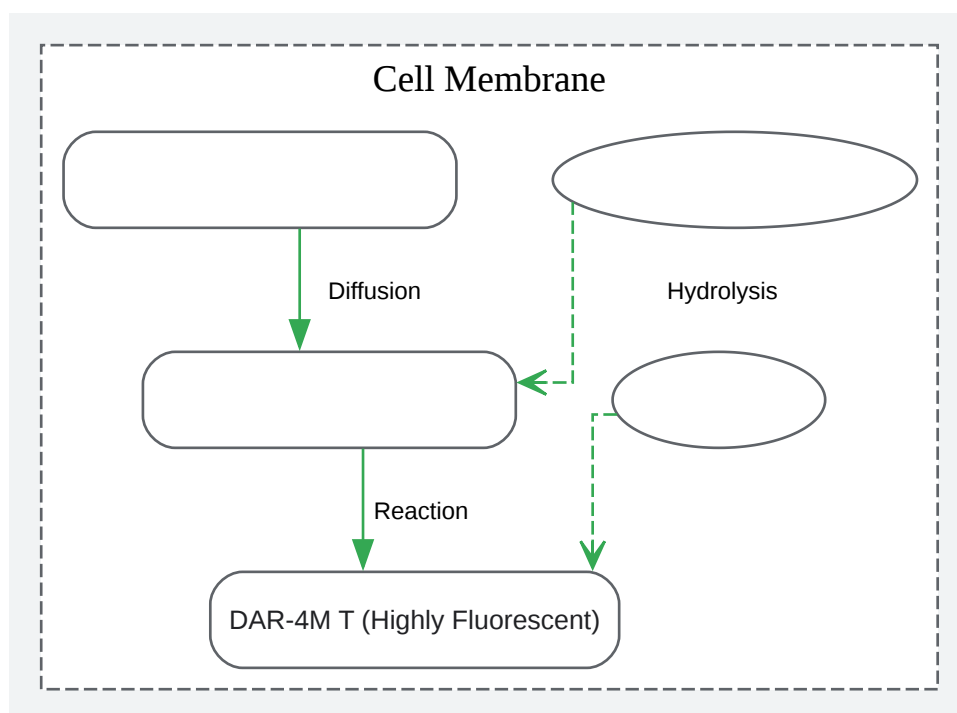 Cell Membrane
Diffusion
Hydrolysis
Reaction
DAR-4M T (Highly Fluorescent)